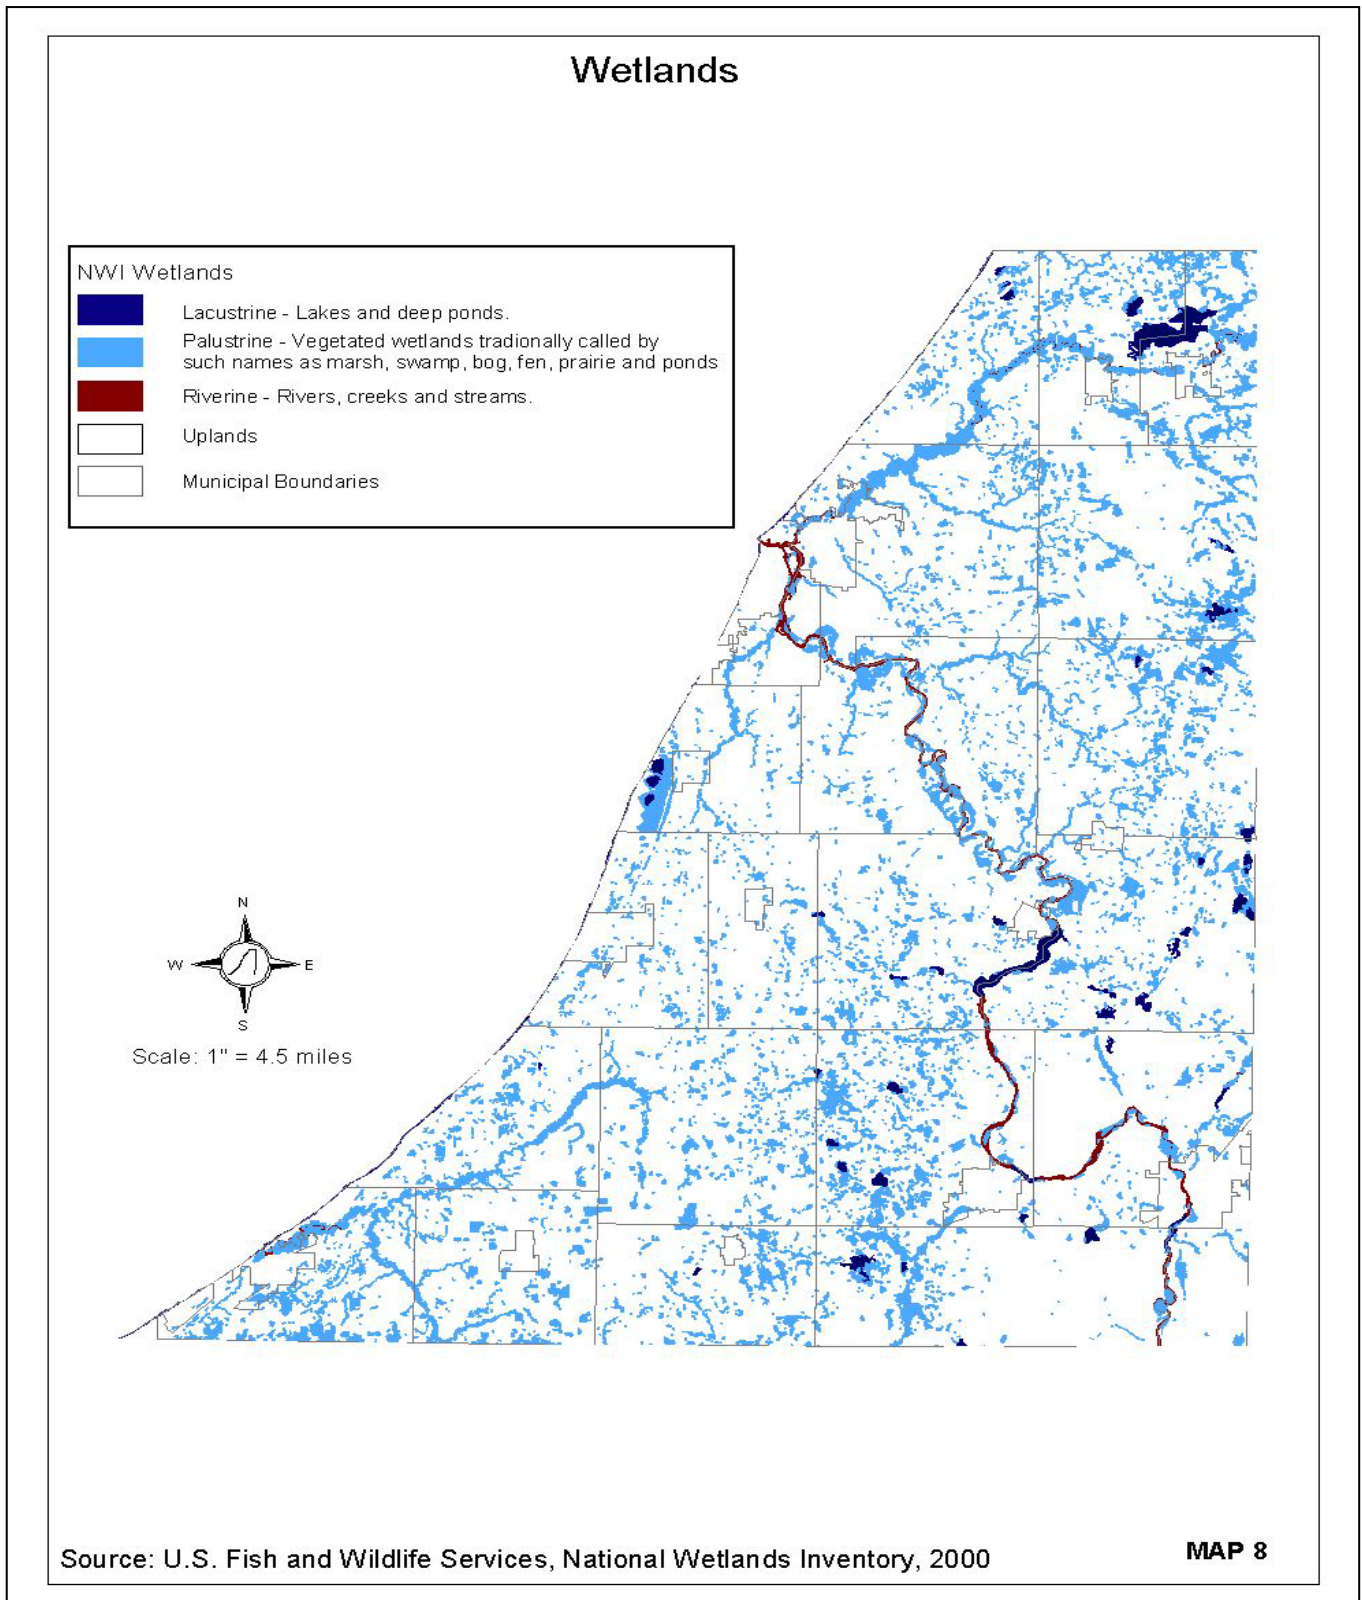 Wetlands
NWI Wetlands
Lacustrine - Lakes and deep ponds.
Palustrine - Vegetated wetlands tradionally called by
such names as marsh, swamp, bog, fen, prairie and ponds
Riverine - Rivers, creeks and streams.
Uplands
Municipal Boundaries
N
W E
S
Scale: 1" = 4.5 miles
Source: U.S. Fish and Wildlife Services, National Wetlands Inventory, 2000
MAP 8